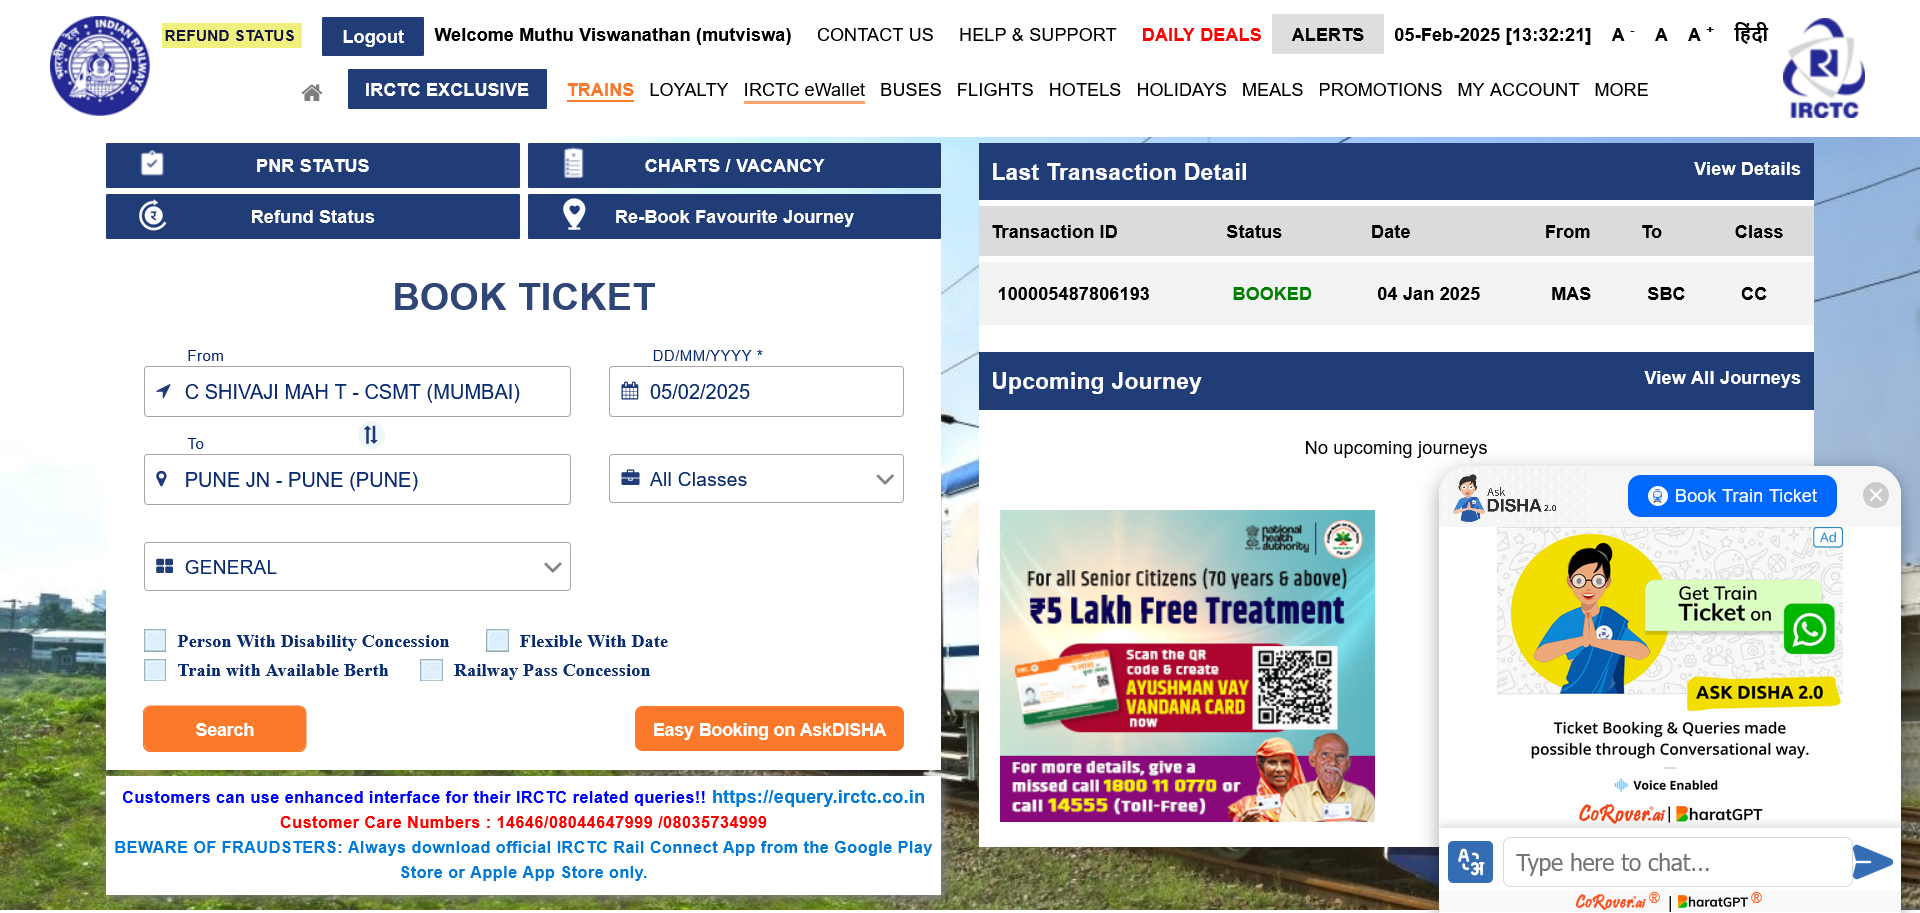 REFUND STATUS
Logout
Welcome Muthu Viswanathan (mutviswa)
CONTACT US
HELP & SUPPORT
DAILY DEALS
ALERTS
05-Feb-2025 [13:32:21]
A -
A
A +
हिंदी
INDIAN RAILWAYS
भारतीय रेल
IRCTC
IRCTC EXCLUSIVE
TRAINS
LOYALTY
IRCTC eWallet
BUSES
FLIGHTS
HOTELS
HOLIDAYS
MEALS
PROMOTIONS
MY ACCOUNT
MORE
PNR STATUS
CHARTS / VACANCY
Refund Status
Re-Book Favourite Journey
BOOK TICKET
From
C SHIVAJI MAH T - CSMT (MUMBAI)
DD/MM/YYYY *
05/02/2025
To
PUNE JN - PUNE (PUNE)
All Classes
GENERAL
Person With Disability Concession
Flexible With Date
Train with Available Berth
Railway Pass Concession
Search
Easy Booking on AskDISHA
Customers can use enhanced interface for their IRCTC related queries!! https://equery.irctc.co.in
Customer Care Numbers : 14646/08044647999 /08035734999
BEWARE OF FRAUDSTERS: Always download official IRCTC Rail Connect App from the Google Play
Store or Apple App Store only.
Last Transaction Detail
View Details
Transaction ID Status Date From To Class
100005487806193 BOOKED 04 Jan 2025 MAS SBC CC
Upcoming Journey
View All Journeys
No upcoming journeys
national
health
authority
For all Senior Citizens (70 years & above)
₹5 Lakh Free Treatment
Scan the QR
code & create
AYUSHMAN VAY
VANDANA CARD
now
For more details, give a
missed call 1800 11 0770 or
call 14555 (Toll-Free)
Ask
DISHA 2.0
Book Train Ticket
Ad
Get Train
Ticket on
ASK DISHA 2.0
Ticket Booking & Queries made
possible through Conversational way.
Voice Enabled
CoRover.ai | BharatGPT
Type here to chat...
A अ
CoRover.ai ® | BharatGPT ®